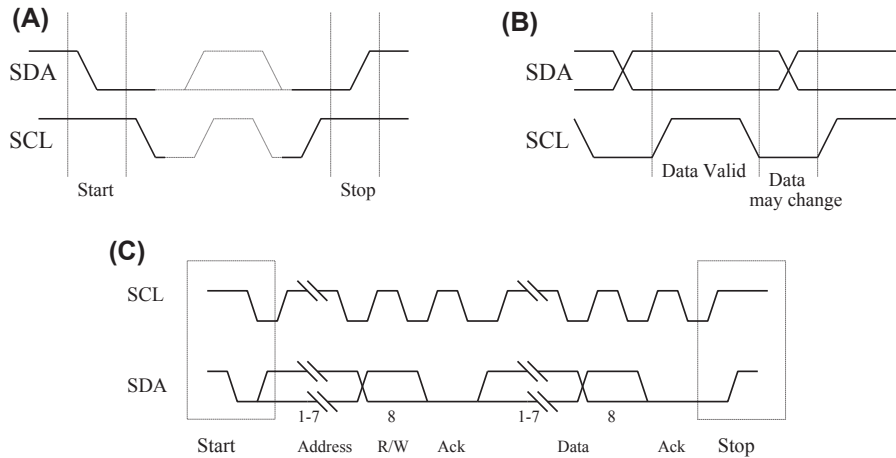 (A)
SDA
SCL
Start
Stop
(B)
SDA
SCL
Data Valid
Data
may change
(C)
SCL
SDA
1-7
8
1-7
8
Start
Address
R/W
Ack
Data
Ack
Stop